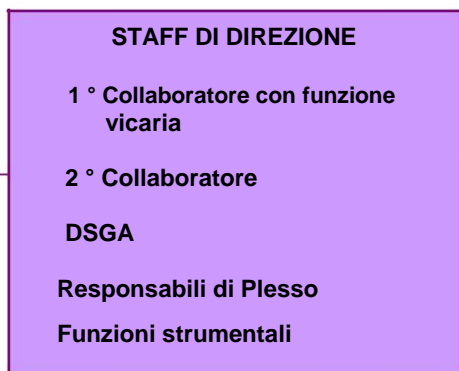 STAFF DI DIREZIONE
1 ° Collaboratore con funzione
vicaria
2 ° Collaboratore
DSGA
Responsabili di Plesso
Funzioni strumentali